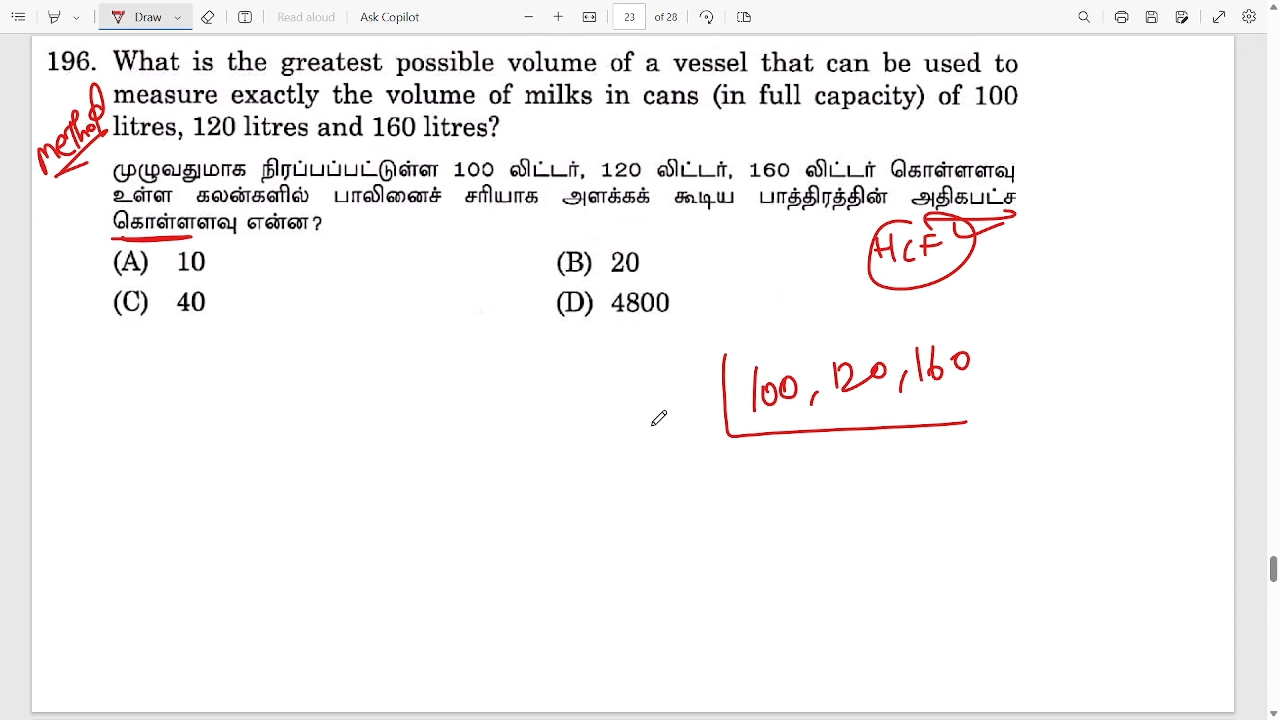 Draw
Read aloud
Ask Copilot
23
of 28
196. What is the greatest possible volume of a vessel that can be used to
measure exactly the volume of milks in cans (in full capacity) of 100
litres, 120 litres and 160 litres?
Method
முழுவதுமாக நிரப்பப்பட்டுள்ள 100 லிட்டர், 120 லிட்டர், 160 லிட்டர் கொள்ளளவு
உள்ள கலன்களில் பாலினைச் சரியாக அளக்கக் கூடிய பாத்திரத்தின் அதிகபட்ச
கொள்ளளவு என்ன?
HCF
(A) 10
(B) 20
(C) 40
(D) 4800
100, 120, 160